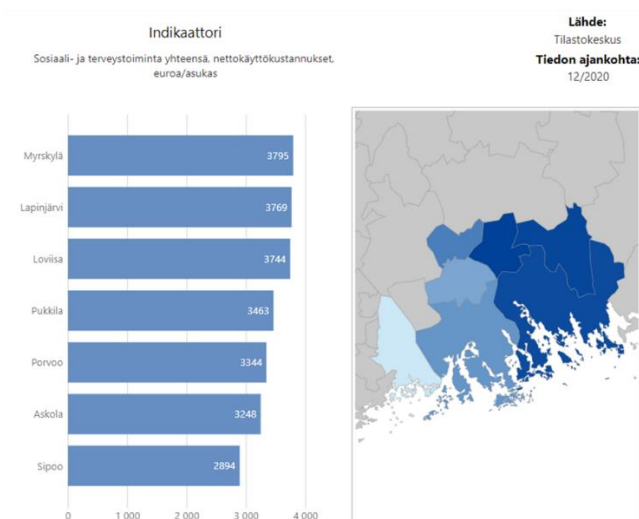 Indikaattori
Sosiaali- ja terveystoiminta yhteensä, nettokäyttökustannukset,
euroa/asukas
Lähde:
Tilastokeskus
Tiedon ajankohta:
12/2020
Myrskylä 3795
Lapinjärvi 3769
Loviisa 3744
Pukkila 3463
Porvoo 3344
Askola 3248
Sipoo 2894
0 1 000 2 000 3 000 4 000